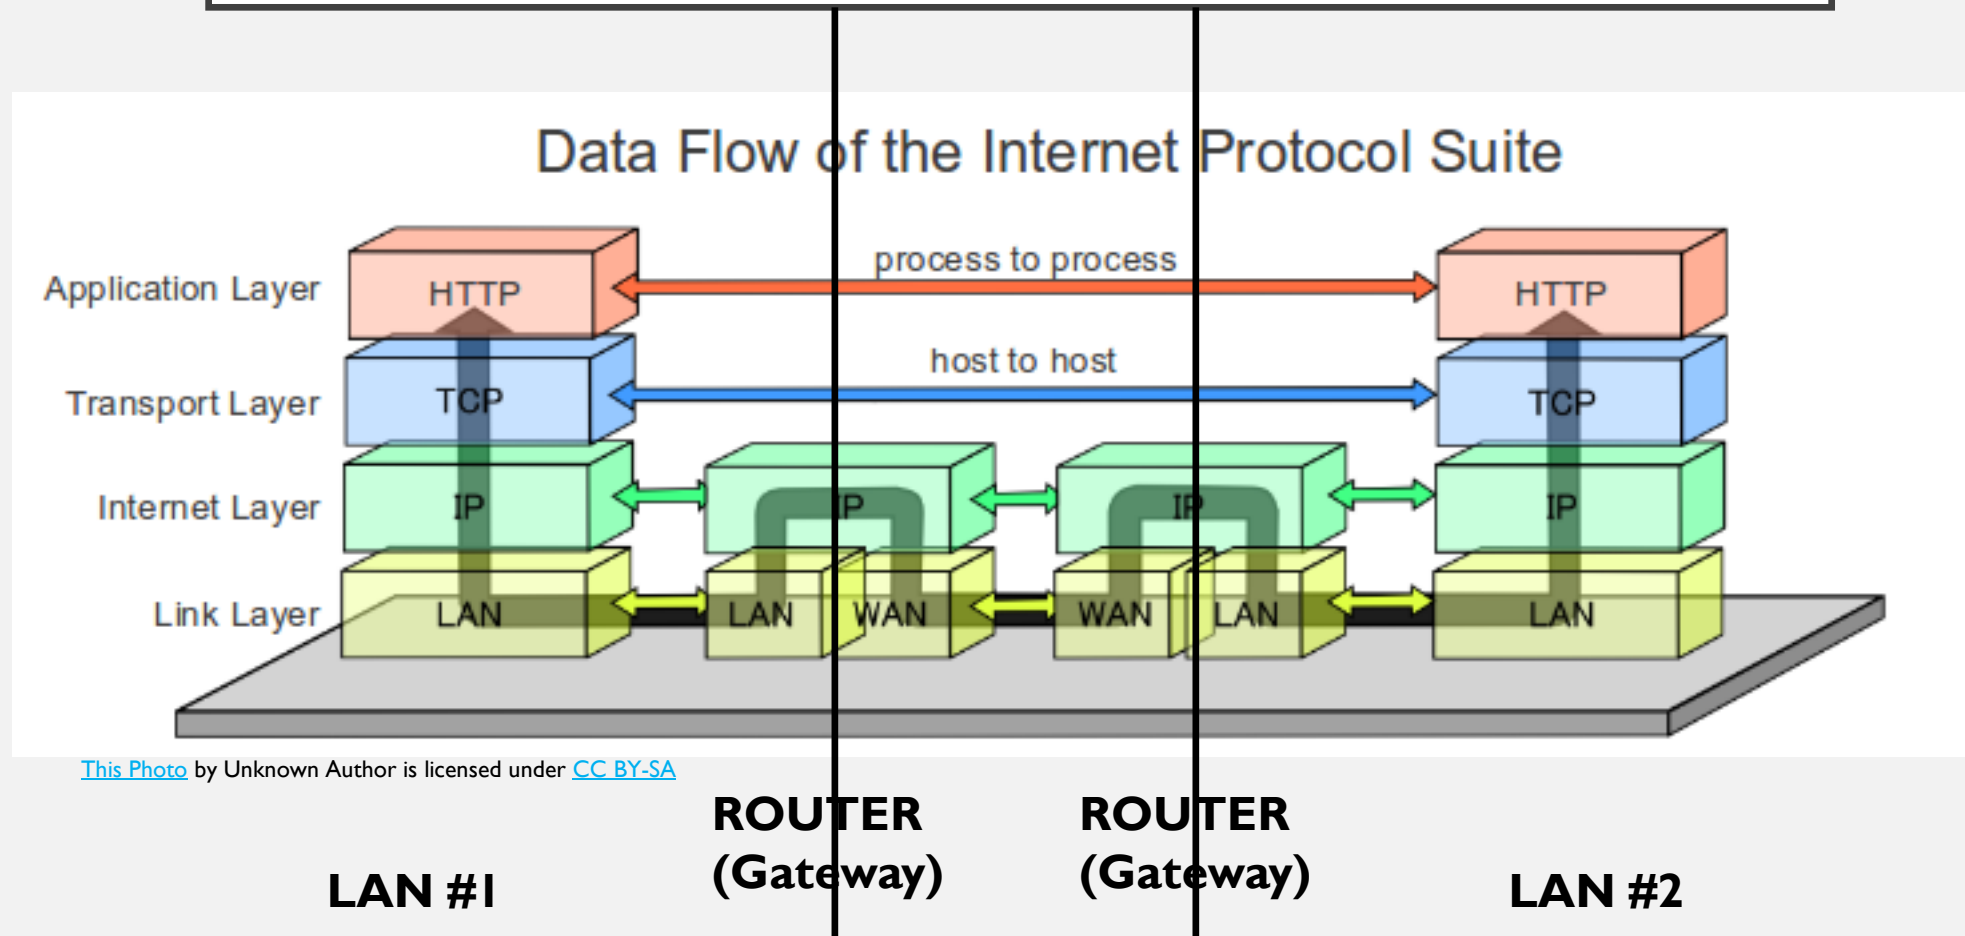 Data Flow of the Internet Protocol Suite
process to process
Application Layer HTTP HTTP
host to host
Transport Layer TCP TCP
Internet Layer IP IP IP IP
Link Layer LAN LAN WAN WAN LAN LAN
This Photo by Unknown Author is licensed under CC BY-SA
ROUTER ROUTER
(Gateway) (Gateway)
LAN #1 LAN #2